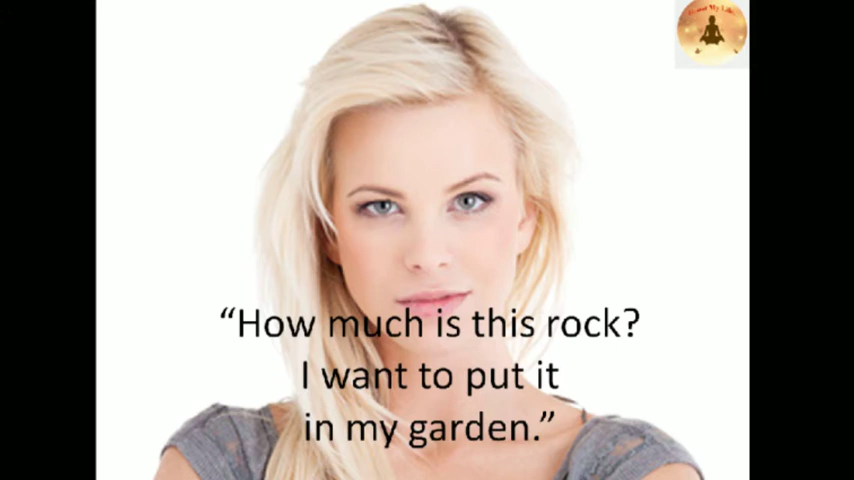 “How much is this rock?
I want to put it
in my garden.”